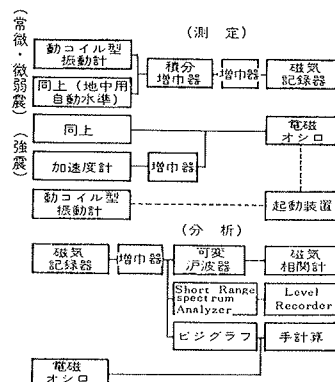 （測 定）
（常微・微弱震）
動コイル型
振動計
同上（地中用
自動水準）
積分
増巾器
増巾器
磁気
記録器
（強震）
同上
加速度計
増巾器
電磁
オシロ
動コイル型
振動計
起動装置
（分 析）
磁気
記録器
増巾器
可変
沪波器
磁気
相関計
Short Range
spectrum
Analyzer
Level
Recorder
ビジグラフ
手計算
電磁
オシロ